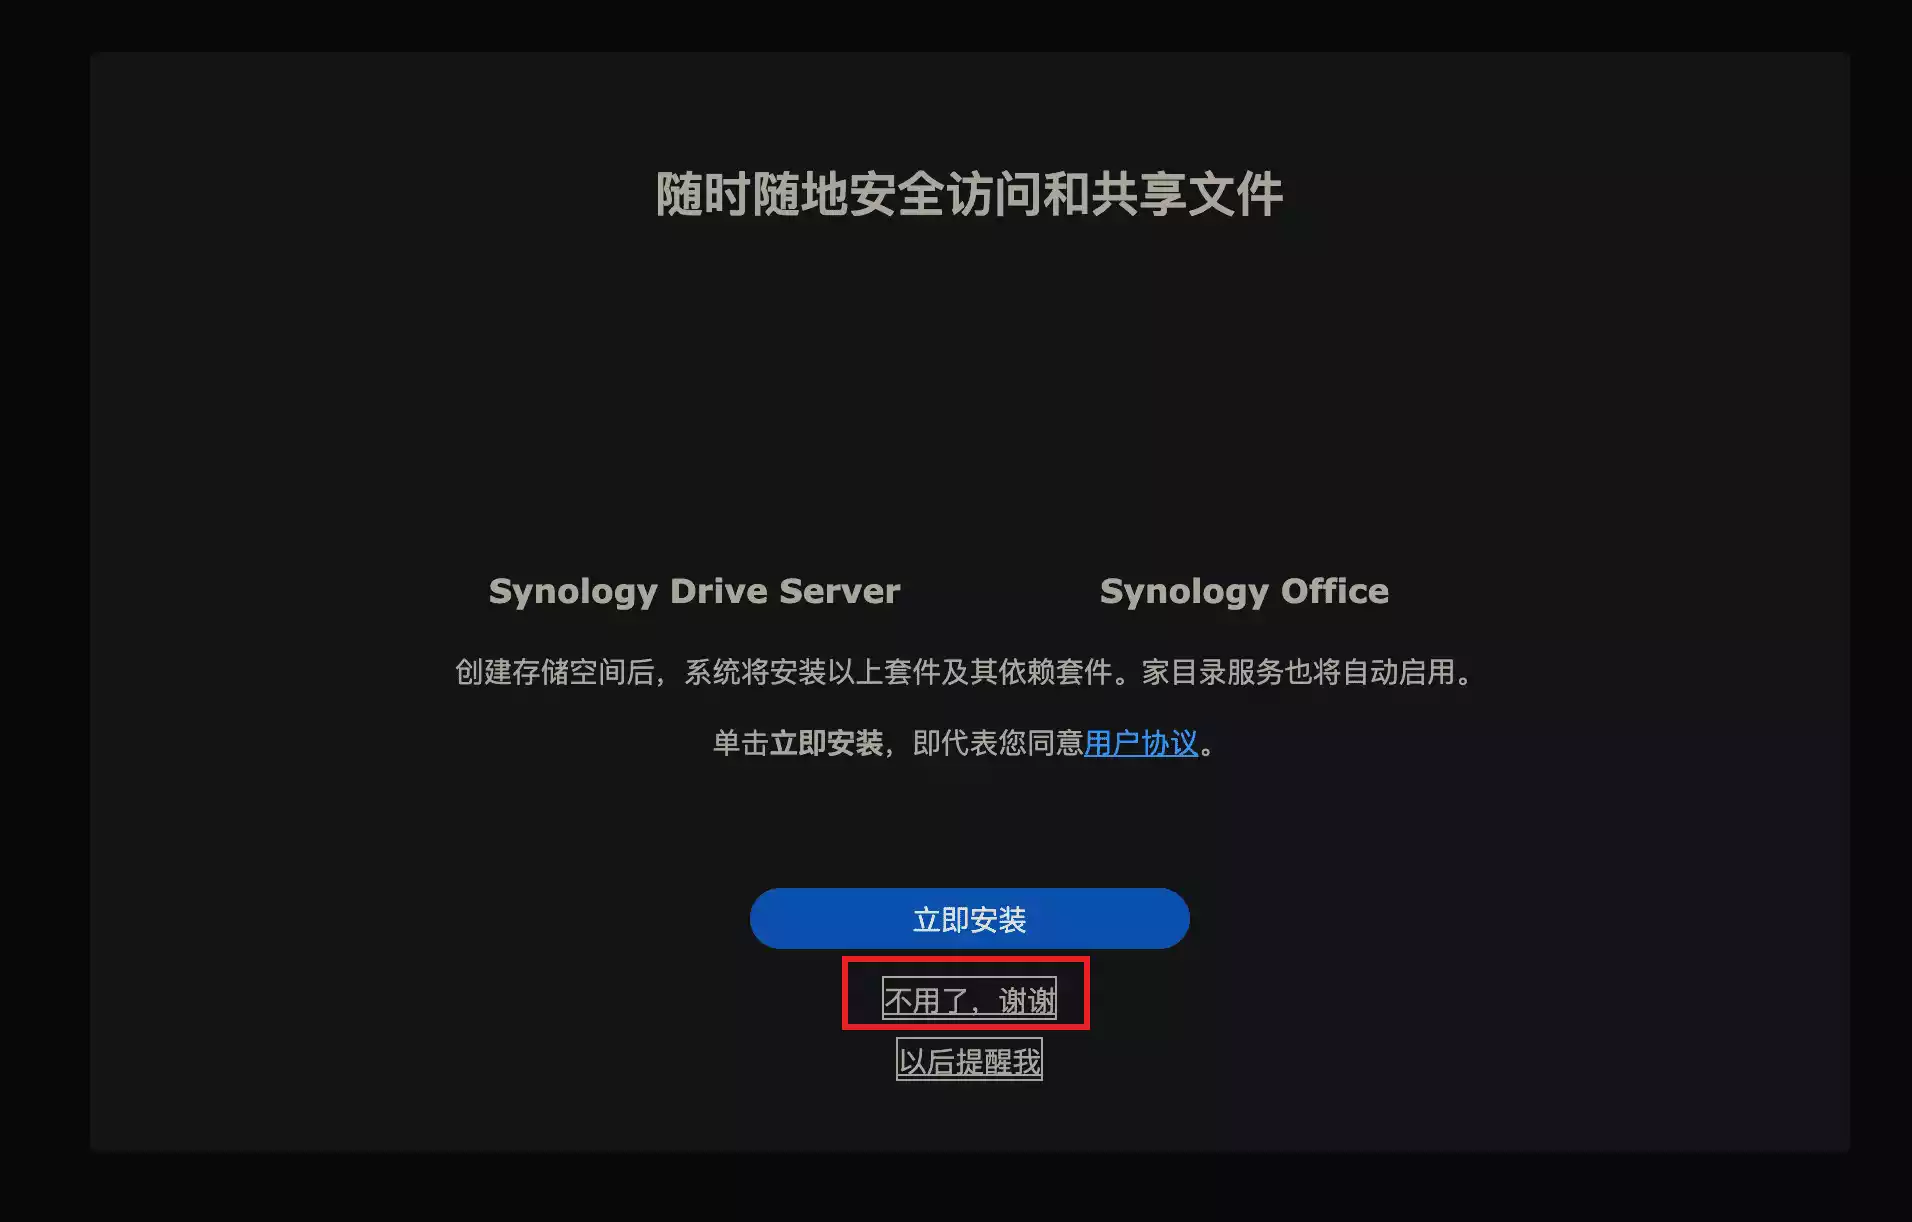 随时随地安全访问和共享文件
Synology Drive Server
Synology Office
创建存储空间后，系统将安装以上套件及其依赖套件。家目录服务也将自动启用。
单击立即安装，即代表您同意用户协议。
立即安装
不用了，谢谢
以后提醒我